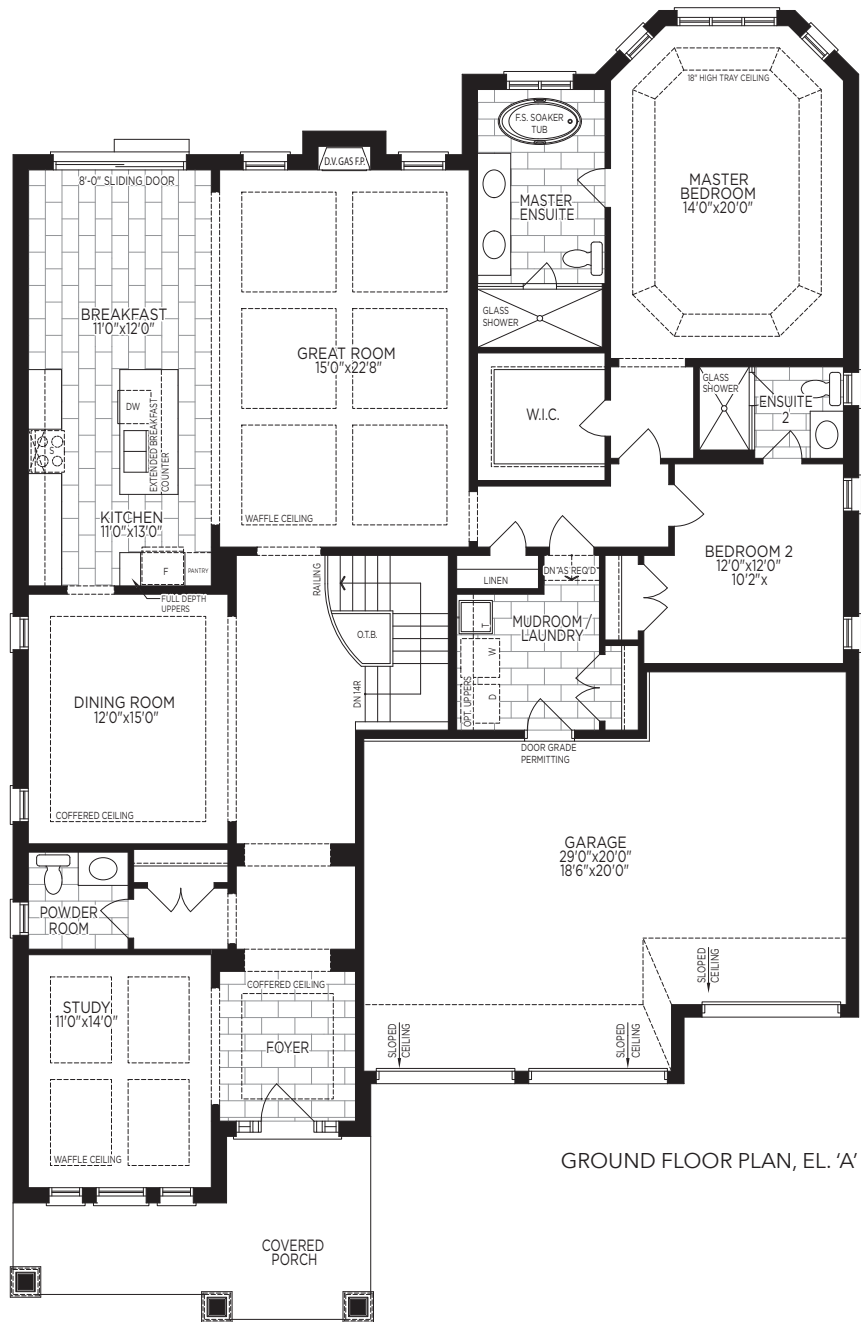 18" HIGH TRAY CEILING
F.S. SOAKER
TUB
D.V. GAS F.P.
8'-0" SLIDING DOOR
MASTER
BEDROOM
14'0"x20'0"
MASTER
ENSUITE
GLASS
SHOWER
BREAKFAST
11'0"x12'0"
GREAT ROOM
15'0"x22'8"
GLASS
SHOWER
ENSUITE
2
W.I.C.
DW
EXTENDED BREAKFAST
COUNTER
S
KITCHEN
11'0"x13'0"
WAFFLE CEILING
F
PANTRY
FULL DEPTH
UPPERS
RAILING
O.T.B.
DN 14R
LINEN
DN"AS REQ'D"
BEDROOM 2
12'0"x12'0"
10'2"x
MUDROOM /
LAUNDRY
T
W
D
OPT. UPPERS
DINING ROOM
12'0"x15'0"
COFFERED CEILING
DOOR GRADE
PERMITTING
GARAGE
29'0"x20'0"
18'6"x20'0"
POWDER
ROOM
SLOPED
CEILING
COFFERED CEILING
STUDY
11'0"x14'0"
FOYER
SLOPED
CEILING
SLOPED
CEILING
WAFFLE CEILING
GROUND FLOOR PLAN, EL. 'A'
COVERED
PORCH